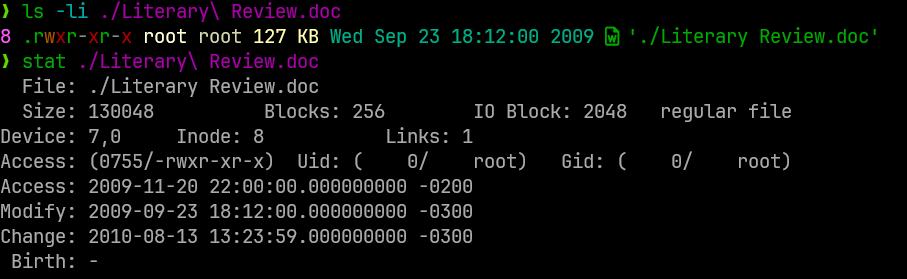 ❱ ls -li ./Literary\ Review.doc
8 .rwxr-xr-x root root 127 KB Wed Sep 23 18:12:00 2009 './Literary Review.doc'
❱ stat ./Literary\ Review.doc
  File: ./Literary Review.doc
  Size: 130048          Blocks: 256        IO Block: 2048   regular file
Device: 7,0     Inode: 8           Links: 1
Access: (0755/-rwxr-xr-x)  Uid: (    0/    root)   Gid: (    0/    root)
Access: 2009-11-20 22:00:00.000000000 -0200
Modify: 2009-09-23 18:12:00.000000000 -0300
Change: 2010-08-13 13:23:59.000000000 -0300
 Birth: -